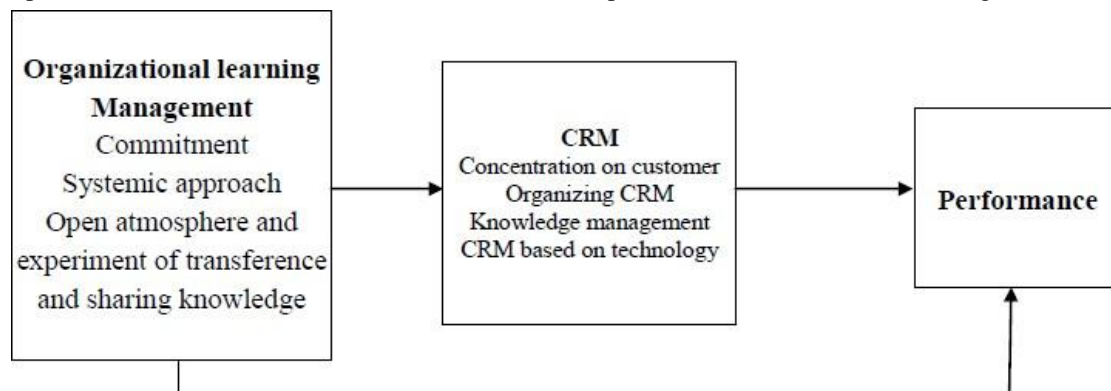 Organizational learning
Management
Commitment
Systemic approach
Open atmosphere and
experiment of transference
and sharing knowledge
CRM
Concentration on customer
Organizing CRM
Knowledge management
CRM based on technology
Performance